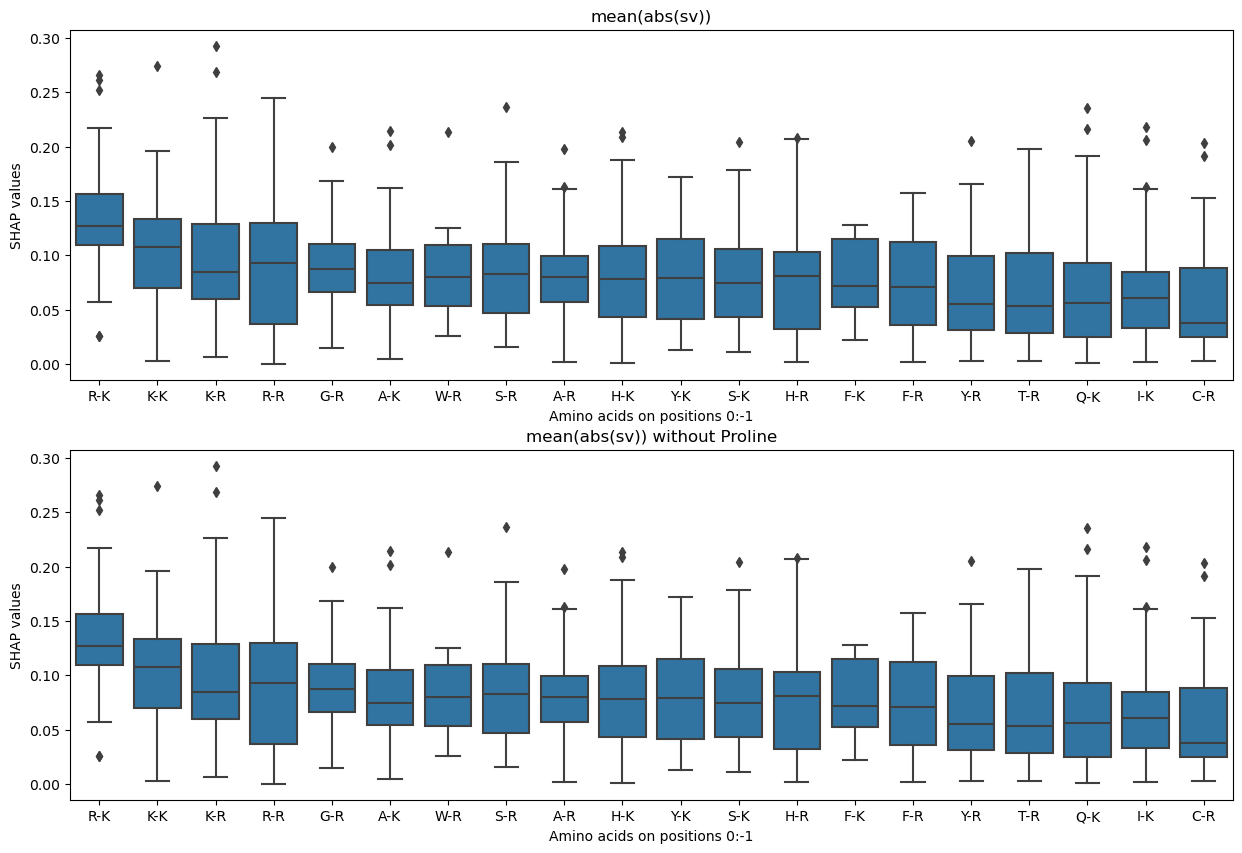 mean(abs(sv))
0.30
0.25
0.20
0.15
0.10
0.05
0.00
SHAP values
R-K K-K K-R R-R G-R A-K W-R S-R A-R H-K Y-K S-K H-R F-K F-R Y-R T-R Q-K I-K C-R
Amino acids on positions 0:-1
mean(abs(sv)) without Proline
0.30
0.25
0.20
0.15
0.10
0.05
0.00
SHAP values
R-K K-K K-R R-R G-R A-K W-R S-R A-R H-K Y-K S-K H-R F-K F-R Y-R T-R Q-K I-K C-R
Amino acids on positions 0:-1